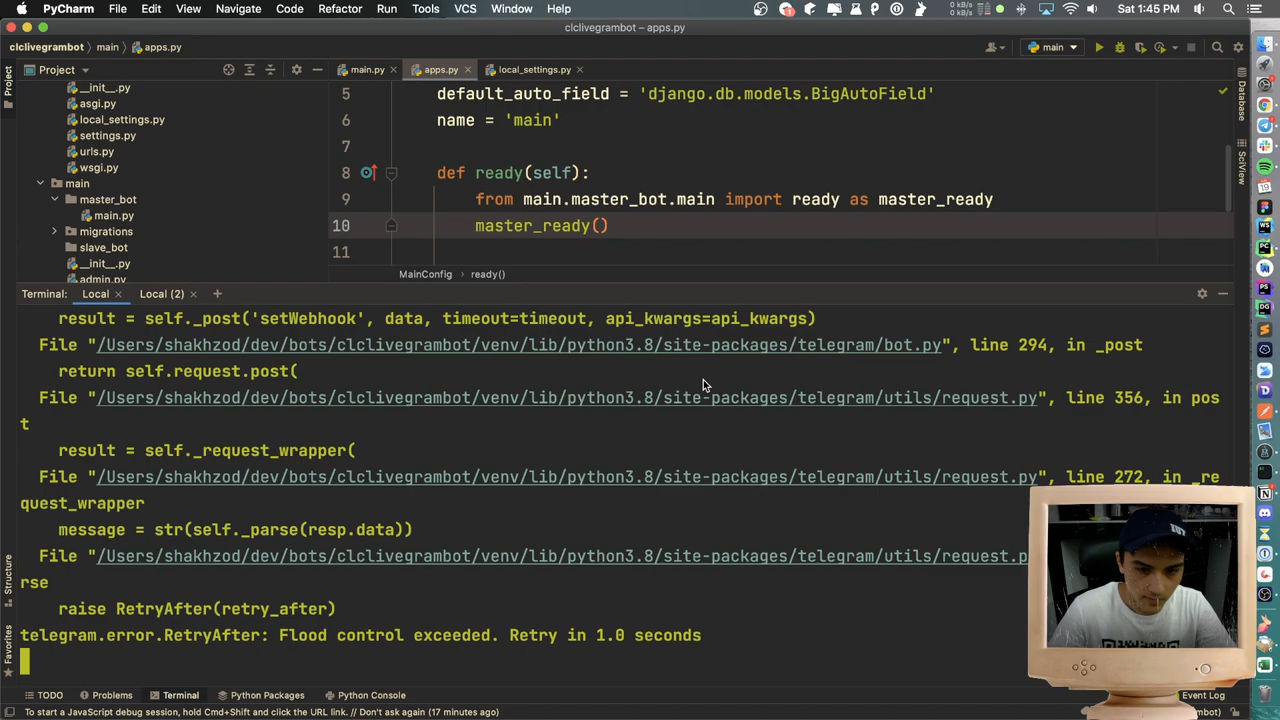 PyCharm File Edit View Navigate Code Refactor Run Tools VCS Window Help
0 kB/s
0 kB/s
Sat 1:45 PM
clclivegrambot – apps.py
clclivegrambot main apps.py
main
Project
main.py apps.py local_settings.py
__init__.py
asgi.py
local_settings.py
settings.py
urls.py
wsgi.py
main
master_bot
main.py
migrations
slave_bot
__init__.py
admin.py
5 default_auto_field = 'django.db.models.BigAutoField'
6 name = 'main'
7
8 def ready(self):
9 from main.master_bot.main import ready as master_ready
10 master_ready()
11
MainConfig ready()
Project
Structure
Favorites
Database
SciView
Terminal: Local Local (2) +
result = self._post('setWebhook', data, timeout=timeout, api_kwargs=api_kwargs)
File "/Users/shakhzod/dev/bots/clclivegrambot/venv/lib/python3.8/site-packages/telegram/bot.py", line 294, in _post
return self.request.post(
File "/Users/shakhzod/dev/bots/clclivegrambot/venv/lib/python3.8/site-packages/telegram/utils/request.py", line 356, in pos
t
result = self._request_wrapper(
File "/Users/shakhzod/dev/bots/clclivegrambot/venv/lib/python3.8/site-packages/telegram/utils/request.py", line 272, in _re
quest_wrapper
message = str(self._parse(resp.data))
File "/Users/shakhzod/dev/bots/clclivegrambot/venv/lib/python3.8/site-packages/telegram/utils/request.p
rse
raise RetryAfter(retry_after)
telegram.error.RetryAfter: Flood control exceeded. Retry in 1.0 seconds
TODO Problems Terminal Python Packages Python Console Event Log
To start a JavaScript debug session, hold Cmd+Shift and click the URL link. // Don't ask again (17 minutes ago)